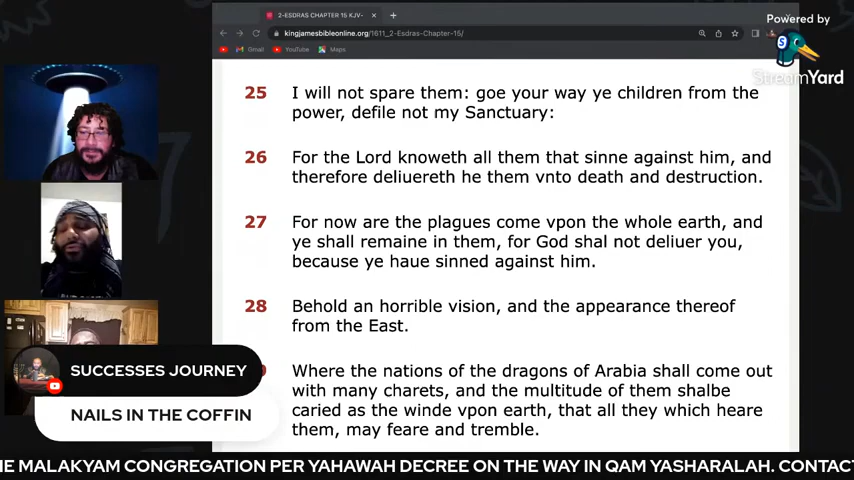 2-ESDRAS CHAPTER 15 KJV-
Powered by
kingjamesbibleonline.org/1611_2-Esdras-Chapter-15/
Gmail YouTube Maps
StreamYard
25 I will not spare them: goe your way ye children from the
power, defile not my Sanctuary:
26 For the Lord knoweth all them that sinne against him, and
therefore deliuereth he them vnto death and destruction.
27 For now are the plagues come vpon the whole earth, and
ye shall remaine in them, for God shal not deliuer you,
because ye haue sinned against him.
28 Behold an horrible vision, and the appearance thereof
from the East.
Where the nations of the dragons of Arabia shall come out
with many charets, and the multitude of them shalbe
caried as the winde vpon earth, that all they which heare
them, may feare and tremble.
SUCCESSES JOURNEY
NAILS IN THE COFFIN
HE MALAKYAM CONGREGATION PER YAHAWAH DECREE ON THE WAY IN QAM YASHARALAH. CONTAC